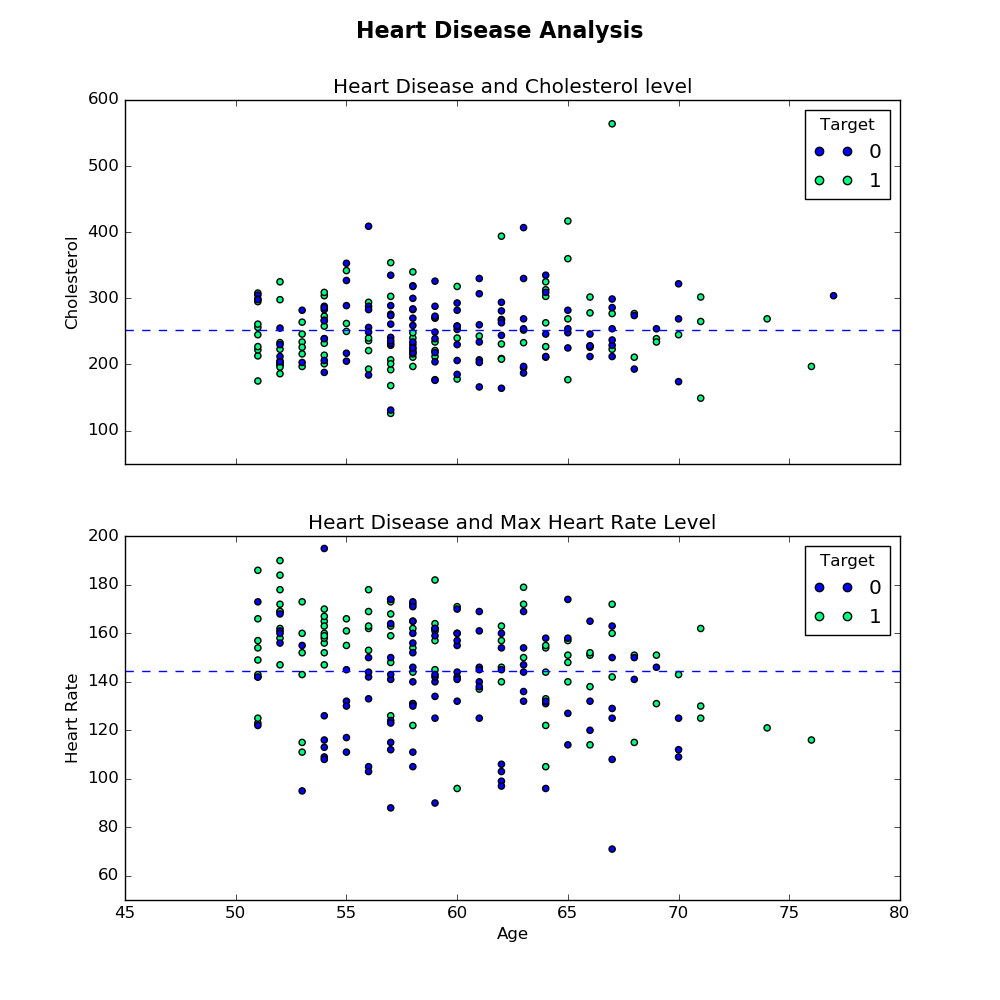 Heart Disease Analysis
Heart Disease and Cholesterol level
600
500
400
300
200
100
Cholesterol
Target
0
1
Heart Disease and Max Heart Rate Level
200
180
160
140
120
100
80
60
Heart Rate
Target
0
1
45 50 55 60 65 70 75 80
Age